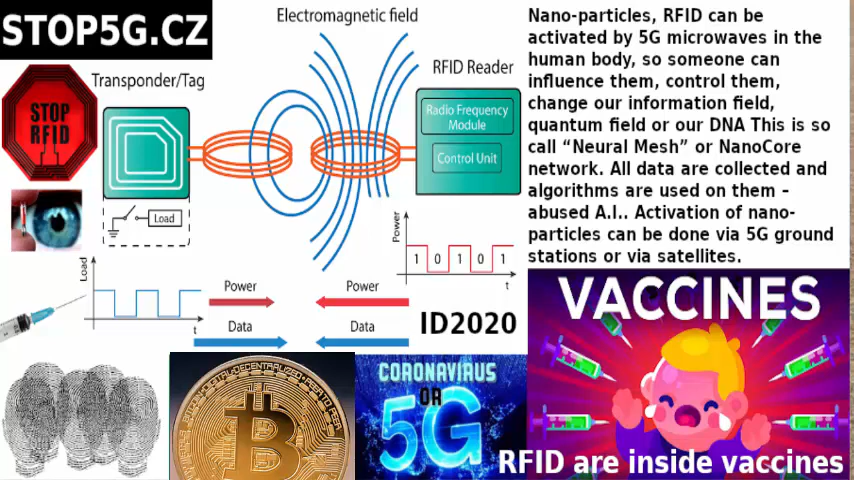 STOP5G.CZ
Electromagnetic field
Transponder/Tag
RFID Reader
STOP
RFID
Radio Frequency
Module
Control Unit
Load
Power
1 0 1 0 1
t
Load
t
Power
Power
Data
Data
ID2020
Nano-particles, RFID can be
activated by 5G microwaves in the
human body, so someone can
influence them, control them,
change our information field,
quantum field or our DNA This is so
call “Neural Mesh” or NanoCore
network. All data are collected and
algorithms are used on them –
abused A.I.. Activation of nano-
particles can be done via 5G ground
stations or via satellites.
VACCINES
CORONAVIRUS
OR
5G
RFID are inside vaccines